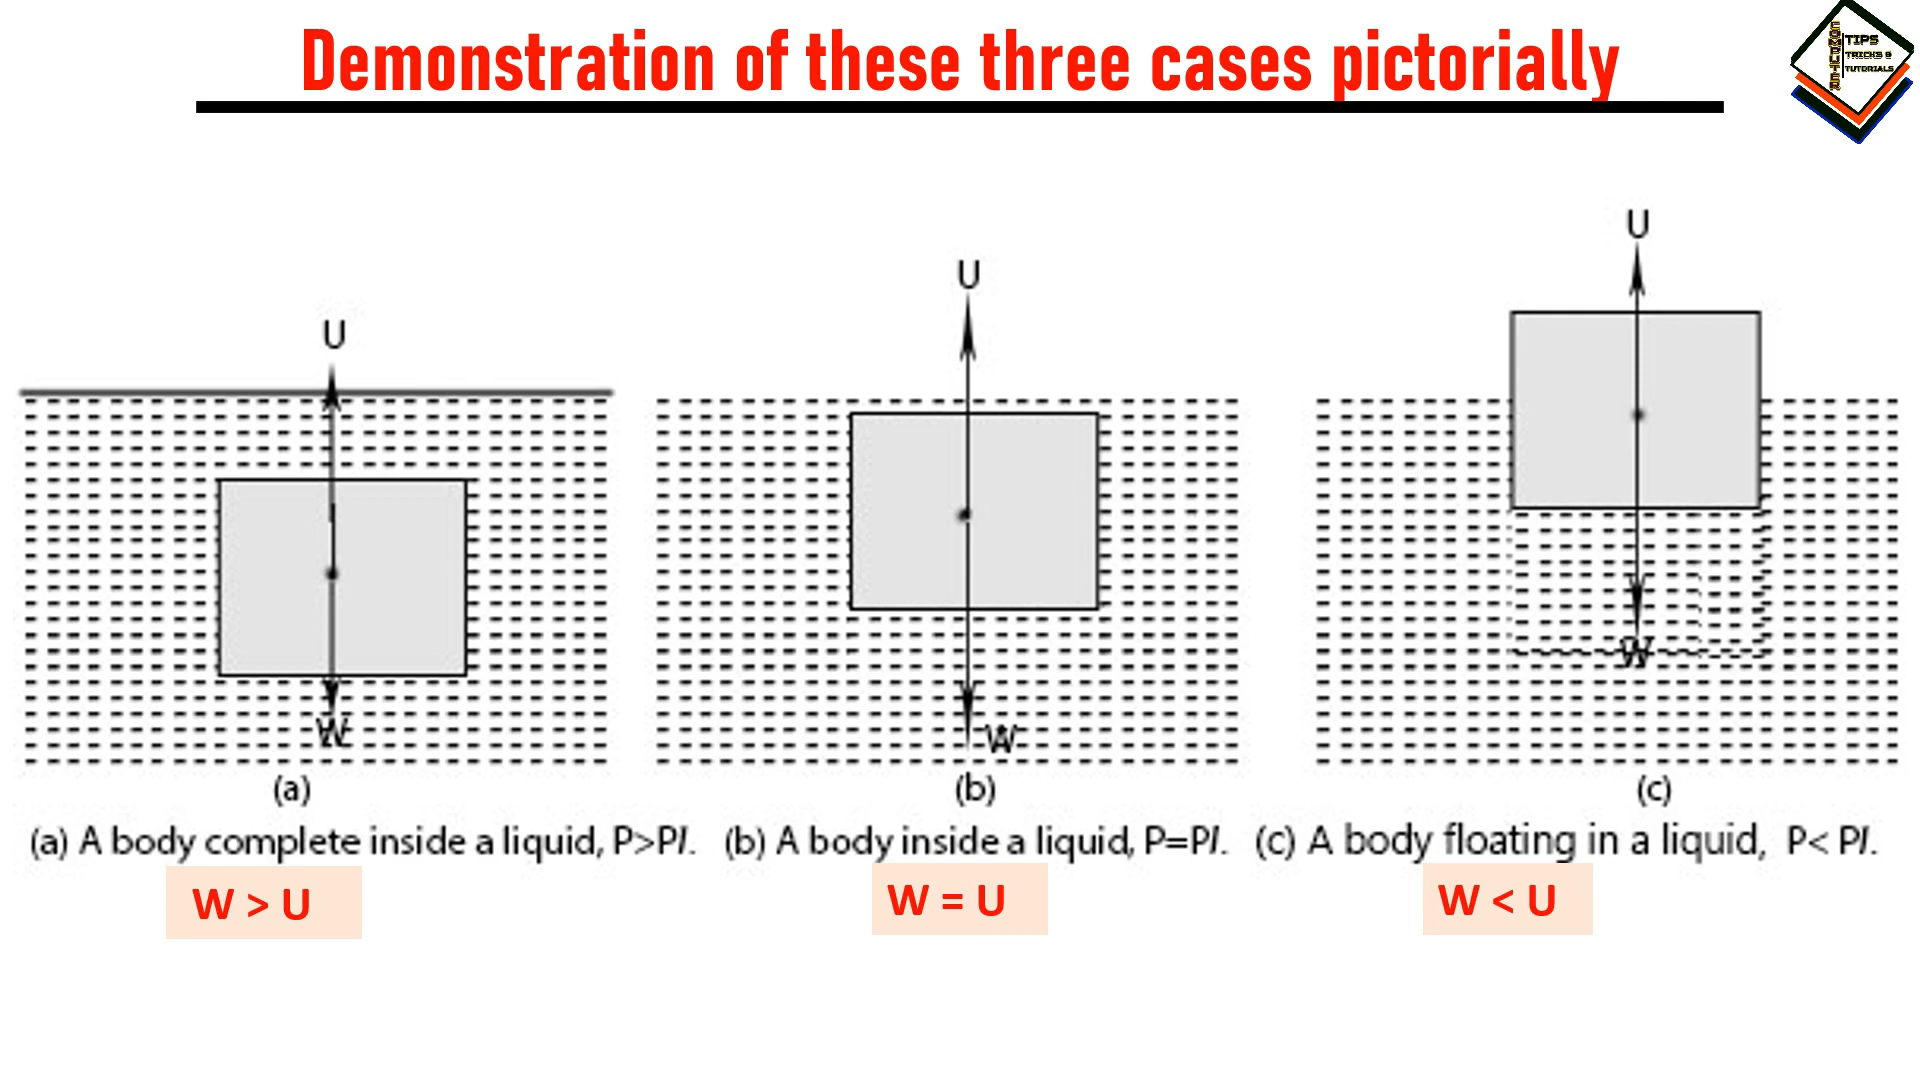 Demonstration of these three cases pictorially
TIPS
TRICKS &
TUTORIALS
U
U
U
W
W
W
(a)
(b)
(c)
(a) A body complete inside a liquid, P>Pl.
(b) A body inside a liquid, P=Pl.
(c) A body floating in a liquid, P< Pl.
W > U
W = U
W < U